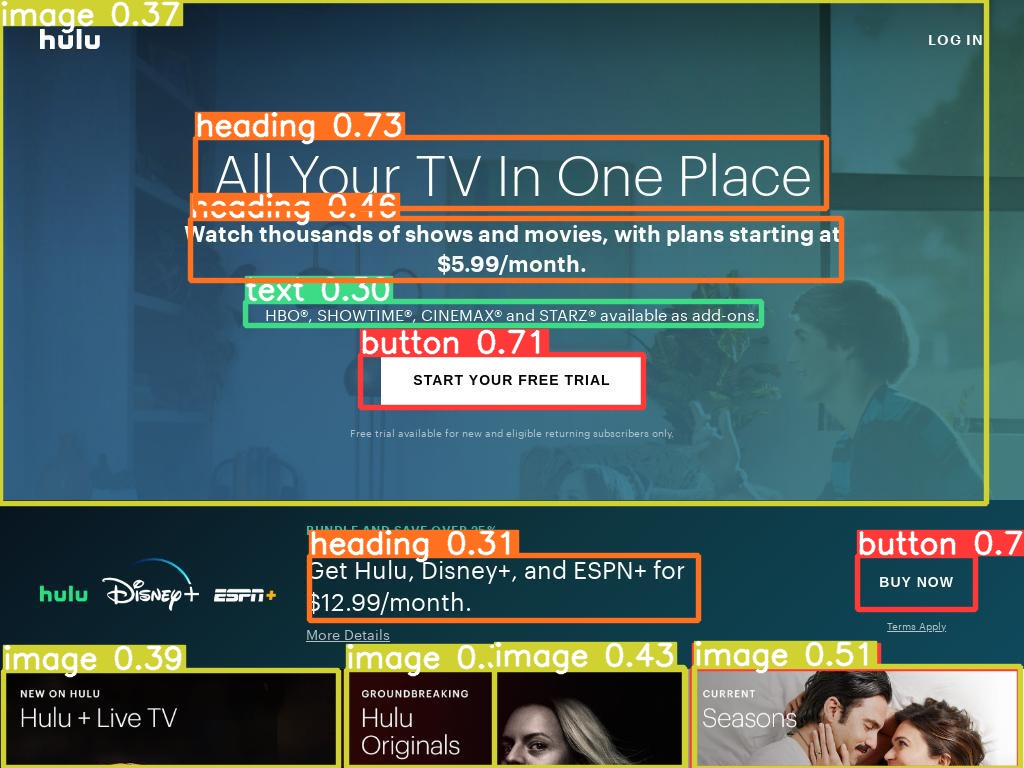 image 0.37
hulu
LOG IN
heading 0.73
All Your TV In One Place
heading 0.46
Watch thousands of shows and movies, with plans starting at
$5.99/month.
text 0.30
HBO®, SHOWTIME®, CINEMAX® and STARZ® available as add-ons.
button 0.71
START YOUR FREE TRIAL
Free trial available for new and eligible returning subscribers only.
BUNDLE AND SAVE OVER 25%
heading 0.31
Get Hulu, Disney+, and ESPN+ for
$12.99/month.
More Details
hulu
Disney+
ESPN+
button 0.7
BUY NOW
Terms Apply
image 0.39
NEW ON HULU
Hulu + Live TV
image 0.
GROUNDBREAKING
Hulu
Originals
image 0.43
image 0.51
CURRENT
Seasons